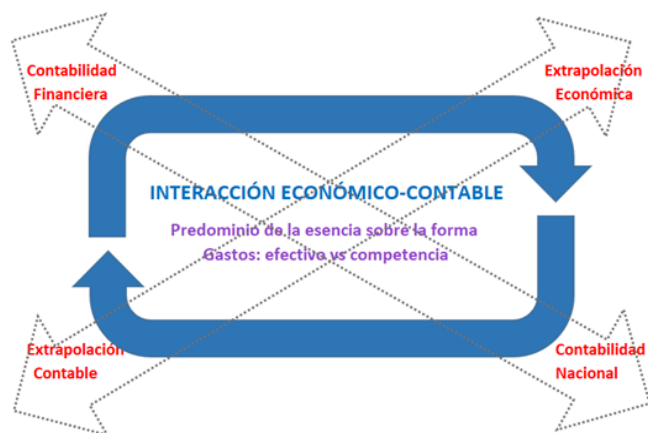 Contabilidad
Financiera
Extrapolación
Económica
INTERACCIÓN ECONÓMICO-CONTABLE
Predominio de la esencia sobre la forma
Gastos: efectivo vs competencia
Extrapolación
Contable
Contabilidad
Nacional